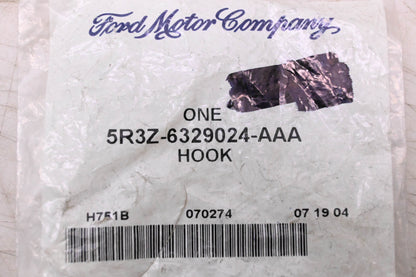 Ford Motor Company
ONE
5R3Z-6329024-AAA
HOOK
H751B 070274 07 19 04